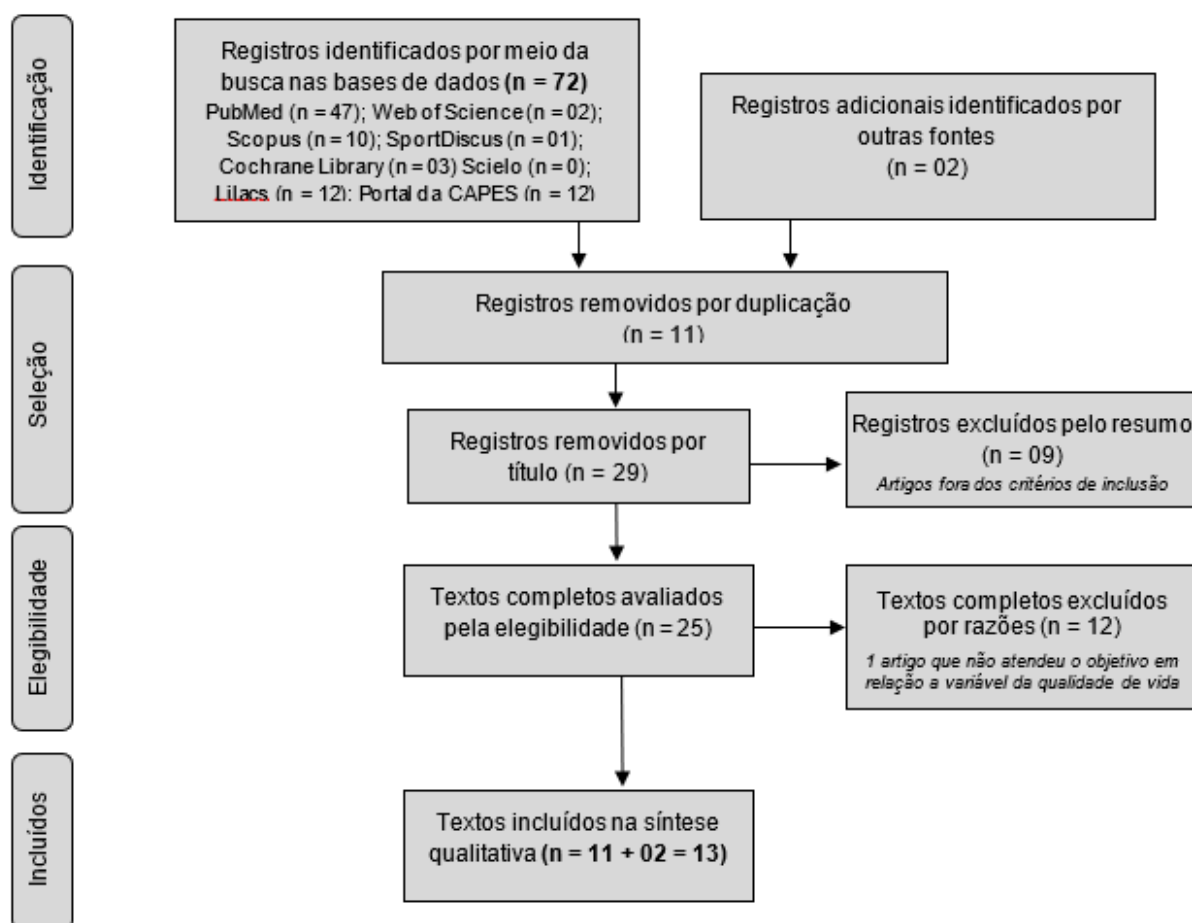 Identificação
Registros identificados por meio da
busca nas bases de dados (n = 72)
PubMed (n = 47); Web of Science (n = 02);
Scopus (n = 10); SportDiscus (n = 01);
Cochrane Library (n = 03) Scielo (n = 0);
Lilacs (n = 12); Portal da CAPES (n = 12)
Registros adicionais identificados por
outras fontes
(n = 02)
Seleção
Registros removidos por duplicação
(n = 11)
Registros removidos por
título (n = 29)
Registros excluídos pelo resumo
(n = 09)
Artigos fora dos critérios de inclusão
Elegibilidade
Textos completos avaliados
pela elegibilidade (n = 25)
Textos completos excluídos
por razões (n = 12)
1 artigo que não atendeu o objetivo em
relação a variável da qualidade de vida
Incluídos
Textos incluídos na síntese
qualitativa (n = 11 + 02 = 13)